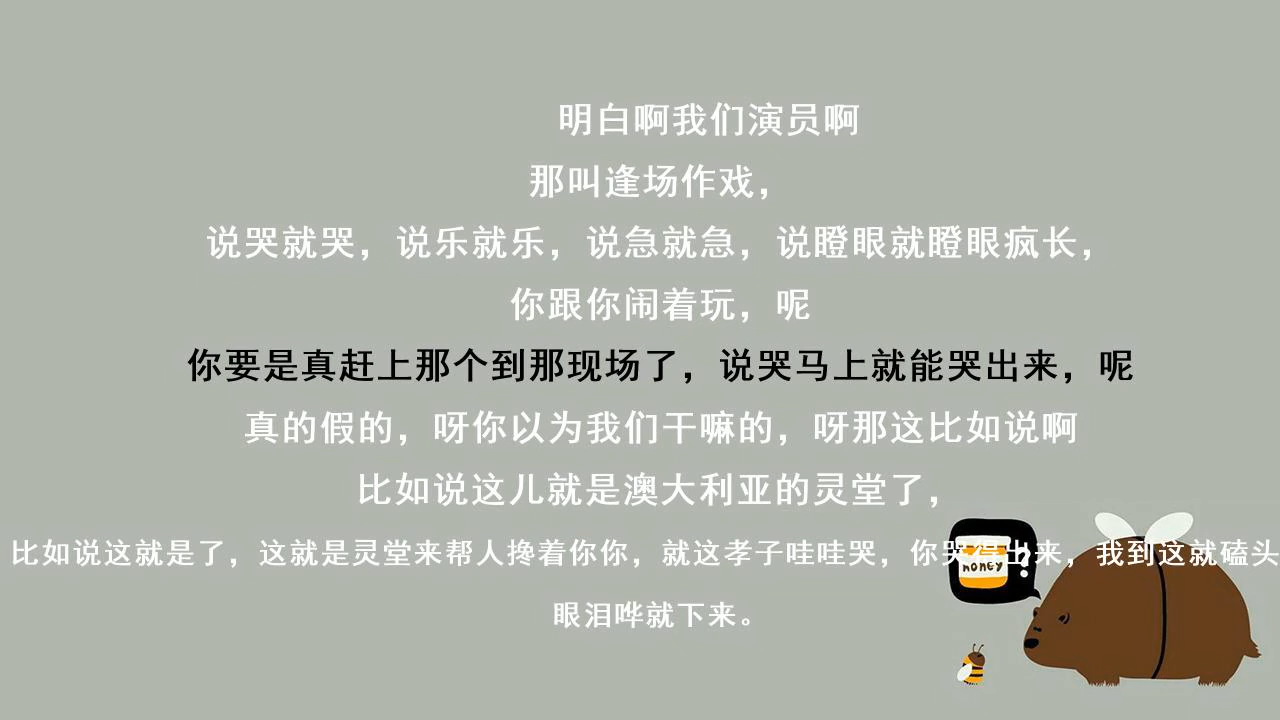 明白啊我们演员啊
那叫逢场作戏，
说哭就哭，说乐就乐，说急就急，说瞪眼就瞪眼疯长，
你跟你闹着玩，呢
你要是真赶上那个到那现场了，说哭马上就能哭出来，呢
真的假的，呀你以为我们干嘛的，呀那这比如说啊
比如说这儿就是澳大利亚的灵堂了，
比如说这就是了，这就是灵堂来帮人搀着你你，就这孝子哇哇哭，你哭得出来，我到这就磕头
honey ?
眼泪哗就下来。